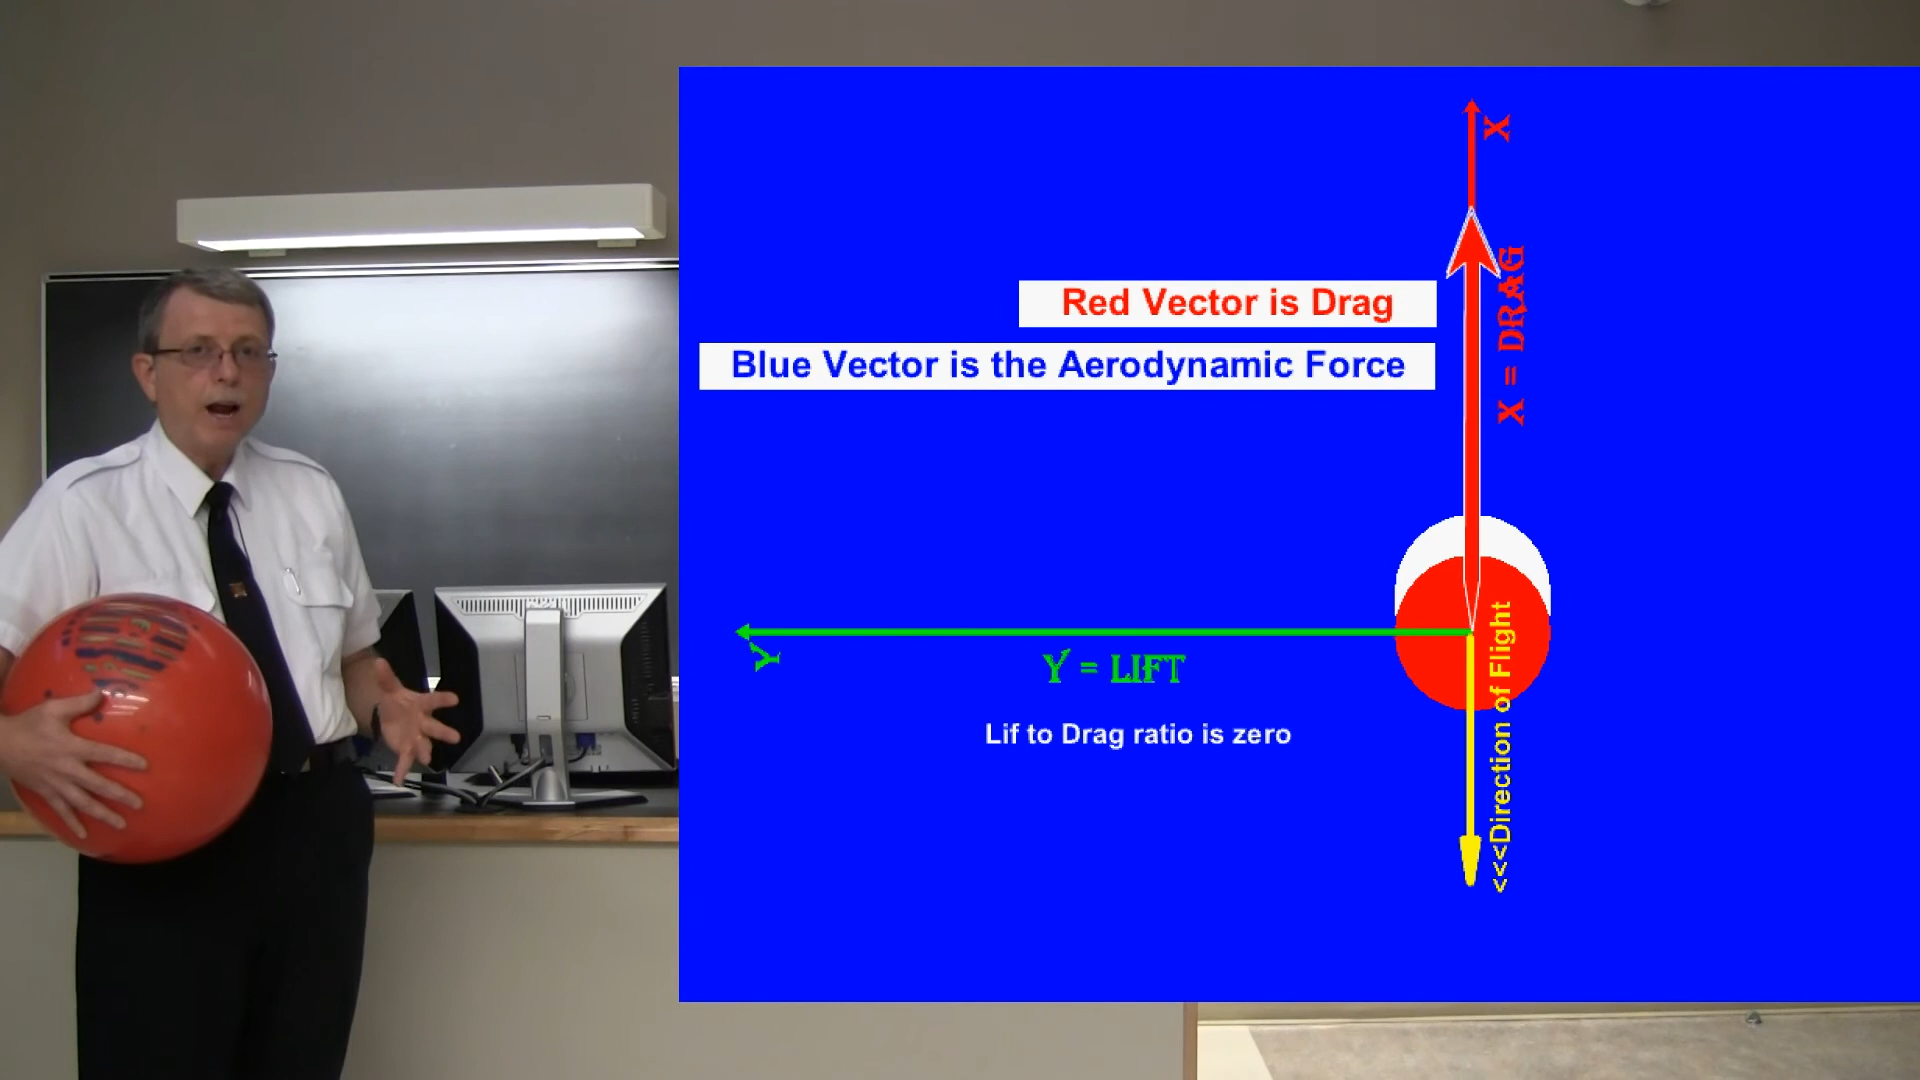 X
Red Vector is Drag
X = DRAG
Blue Vector is the Aerodynamic Force
Y
Y = LIFT
<<<Direction of Flight
Lif to Drag ratio is zero